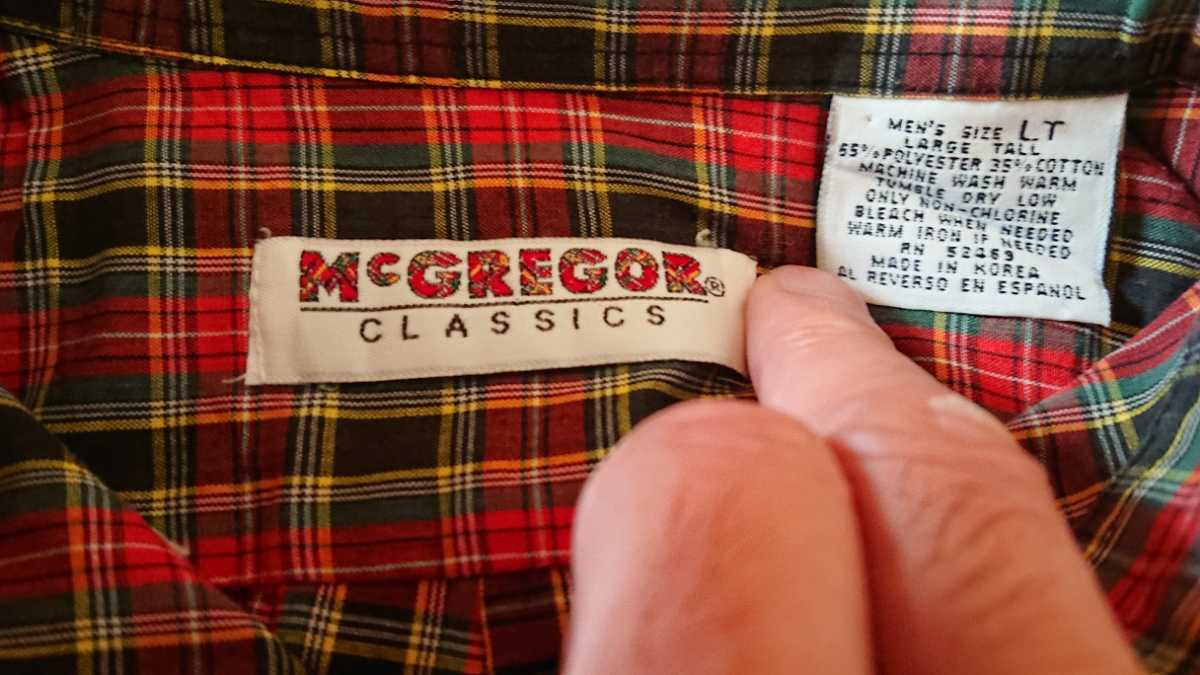 McGREGOR®
CLASSICS
MEN'S SIZE LT
LARGE TALL
65% POLYESTER 35% COTTON
MACHINE WASH WARM
TUMBLE DRY LOW
ONLY NON-CHLORINE
BLEACH WHEN NEEDED
WARM IRON IF NEEDED
RN 52469
MADE IN KOREA
AL REVERSO EN ESPANOL